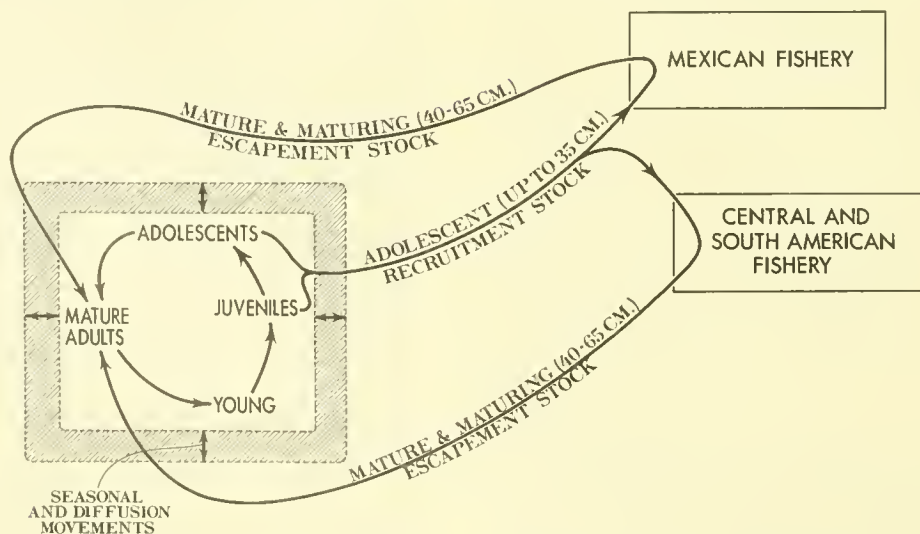 MEXICAN FISHERY
MATURE & MATURING (40-65 CM.)
ESCAPEMENT STOCK
ADOLESCENT (UP TO 35 CM.)
RECRUITMENT STOCK
CENTRAL AND
SOUTH AMERICAN
FISHERY
ADOLESCENTS
JUVENILES
MATURE
ADULTS
YOUNG
MATURE & MATURING (40-65 CM.)
ESCAPEMENT STOCK
SEASONAL
AND DIFFUSION
MOVEMENTS